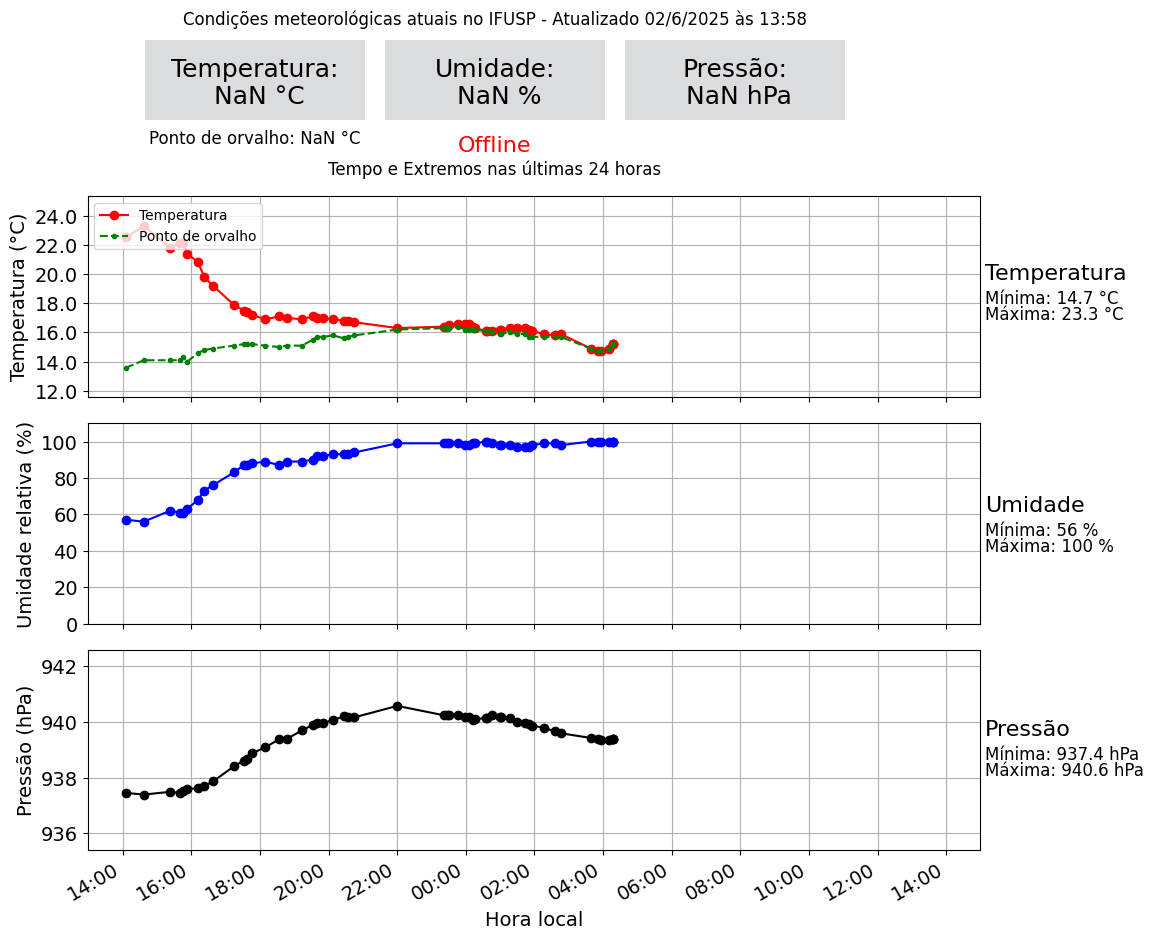 Condições meteorológicas atuais no IFUSP - Atualizado 02/6/2025 às 13:58
Temperatura:
NaN °C
Umidade:
NaN %
Pressão:
NaN hPa
Ponto de orvalho: NaN °C
Offline
Tempo e Extremos nas últimas 24 horas
Temperatura (°C)
24.0
22.0
20.0
18.0
16.0
14.0
12.0
Temperatura
Ponto de orvalho
Temperatura
Mínima: 14.7 °C
Máxima: 23.3 °C
Umidade relativa (%)
100
80
60
40
20
0
Umidade
Mínima: 56 %
Máxima: 100 %
Pressão (hPa)
942
940
938
936
Pressão
Mínima: 937.4 hPa
Máxima: 940.6 hPa
14:00 16:00 18:00 20:00 22:00 00:00 02:00 04:00 06:00 08:00 10:00 12:00 14:00
Hora local